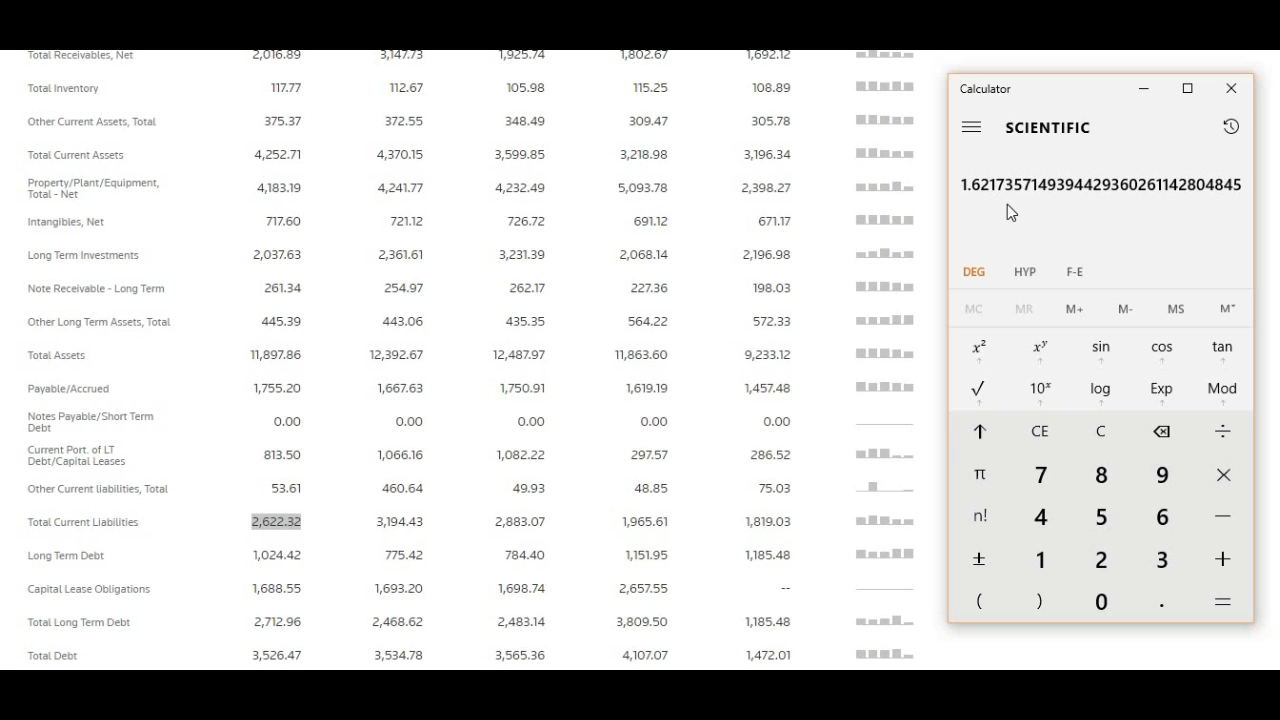 Total Receivables, Net 2,016.89 3,147.73 1,925.74 1,802.67 1,692.12
Total Inventory 117.77 112.67 105.98 115.25 108.89
Other Current Assets, Total 375.37 372.55 348.49 309.47 305.78
Total Current Assets 4,252.71 4,370.15 3,599.85 3,218.98 3,196.34
Property/Plant/Equipment,
Total - Net 4,183.19 4,241.77 4,232.49 5,093.78 2,398.27
Intangibles, Net 717.60 721.12 726.72 691.12 671.17
Long Term Investments 2,037.63 2,361.61 3,231.39 2,068.14 2,196.98
Note Receivable - Long Term 261.34 254.97 262.17 227.36 198.03
Other Long Term Assets, Total 445.39 443.06 435.35 564.22 572.33
Total Assets 11,897.86 12,392.67 12,487.97 11,863.60 9,233.12
Payable/Accrued 1,755.20 1,667.63 1,750.91 1,619.19 1,457.48
Notes Payable/Short Term
Debt 0.00 0.00 0.00 0.00 0.00
Current Port. of LT
Debt/Capital Leases 813.50 1,066.16 1,082.22 297.57 286.52
Other Current liabilities, Total 53.61 460.64 49.93 48.85 75.03
Total Current Liabilities 2,622.32 3,194.43 2,883.07 1,965.61 1,819.03
Long Term Debt 1,024.42 775.42 784.40 1,151.95 1,185.48
Capital Lease Obligations 1,688.55 1,693.20 1,698.74 2,657.55 --
Total Long Term Debt 2,712.96 2,468.62 2,483.14 3,809.50 1,185.48
Total Debt 3,526.47 3,534.78 3,565.36 4,107.07 1,472.01
Calculator
SCIENTIFIC
1.6217357149394429360261142804845
DEG HYP F-E
MC MR M+ M- MS M˅
x² xʸ sin cos tan
√ 10ˣ log Exp Mod
↑ CE C ⌫ ÷
π 7 8 9 ×
n! 4 5 6 −
± 1 2 3 +
( ) 0 . =